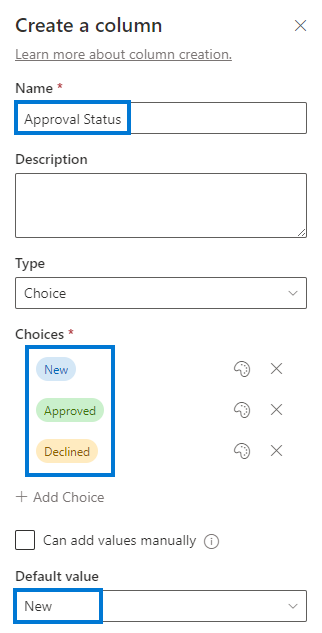 Create a column
Learn more about column creation.
Name *
Approval Status
Description
Type
Choice
Choices *
New
Approved
Declined
+ Add Choice
Can add values manually
Default value
New